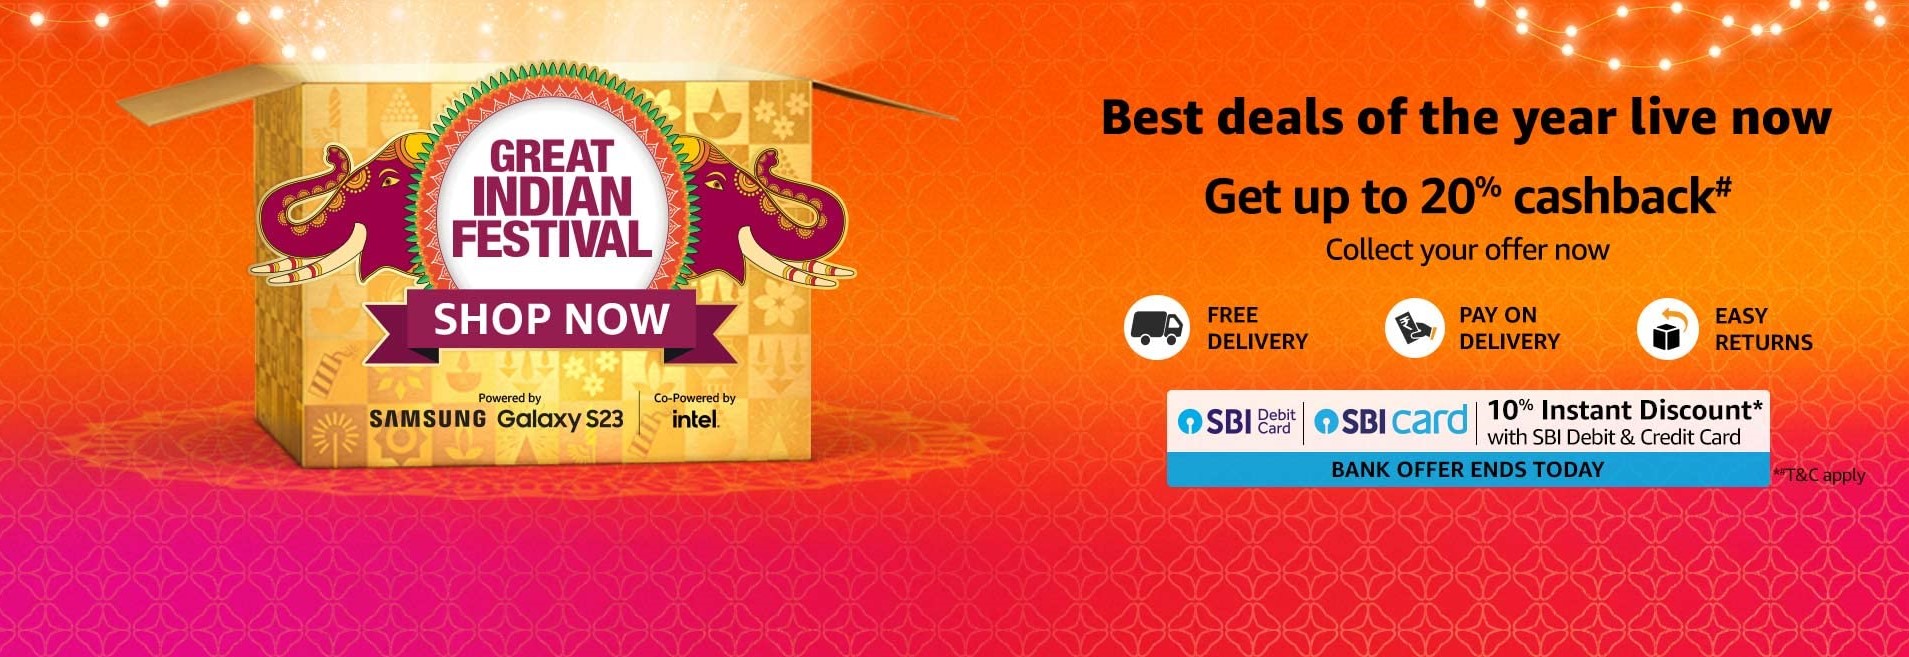 GREAT
INDIAN
FESTIVAL
SHOP NOW
Powered by
SAMSUNG Galaxy S23
Co-Powered by
intel.
Best deals of the year live now
Get up to 20% cashback#
Collect your offer now
FREE
DELIVERY
PAY ON
DELIVERY
EASY
RETURNS
SBI Debit
Card
SBI card
10% Instant Discount*
with SBI Debit & Credit Card
BANK OFFER ENDS TODAY
*#T&C apply